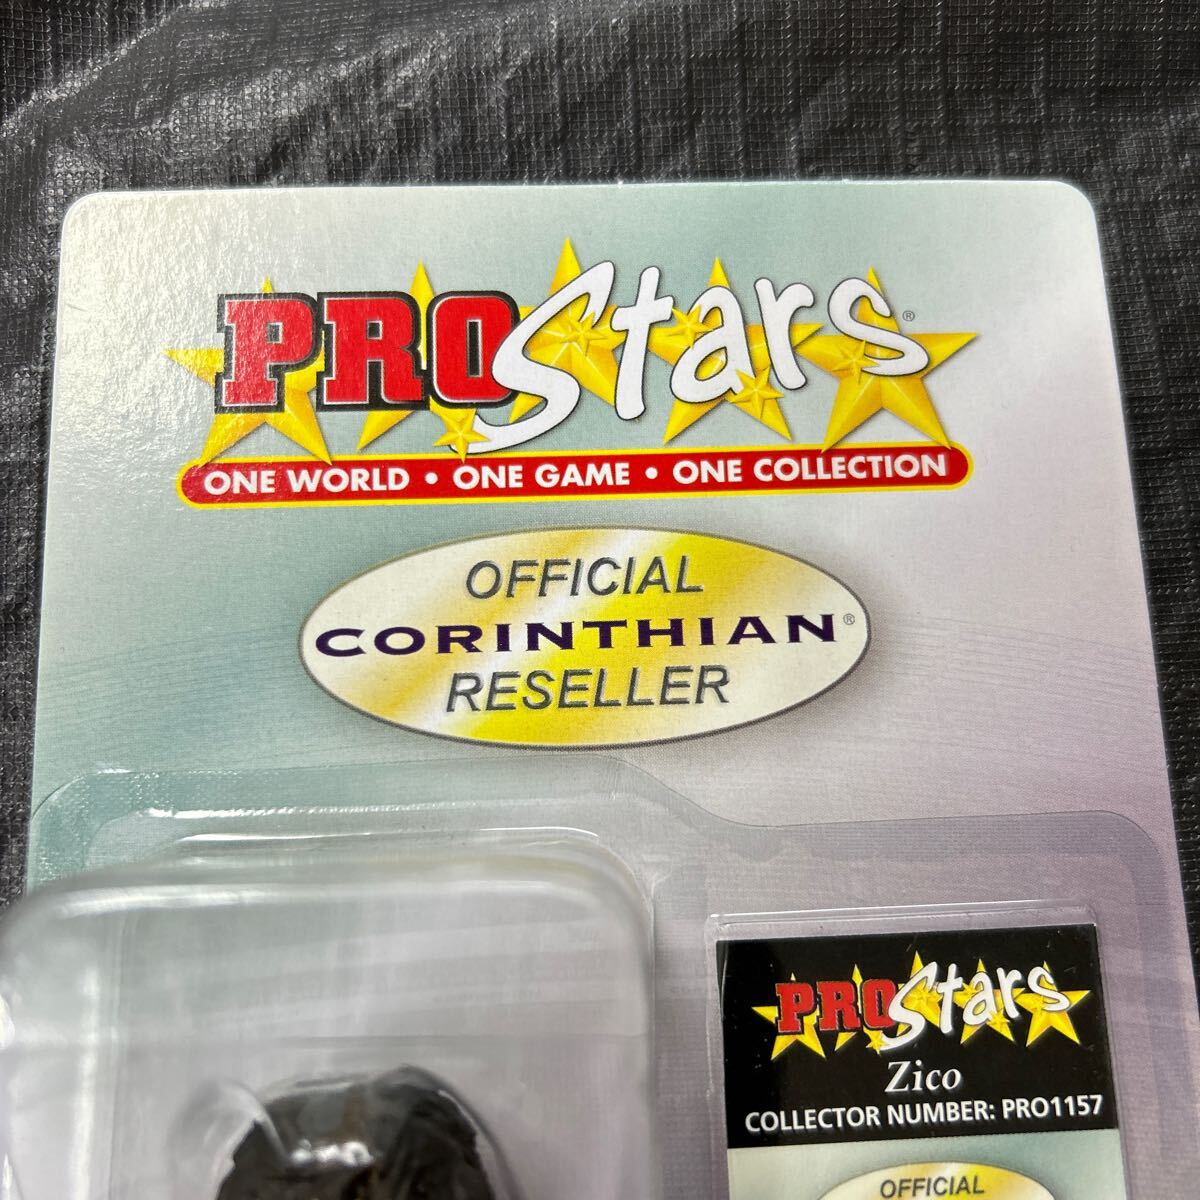 PROStars®
ONE WORLD • ONE GAME • ONE COLLECTION
OFFICIAL
CORINTHIAN®
RESELLER
PROStars
Zico
COLLECTOR NUMBER: PRO1157
OFFICIAL